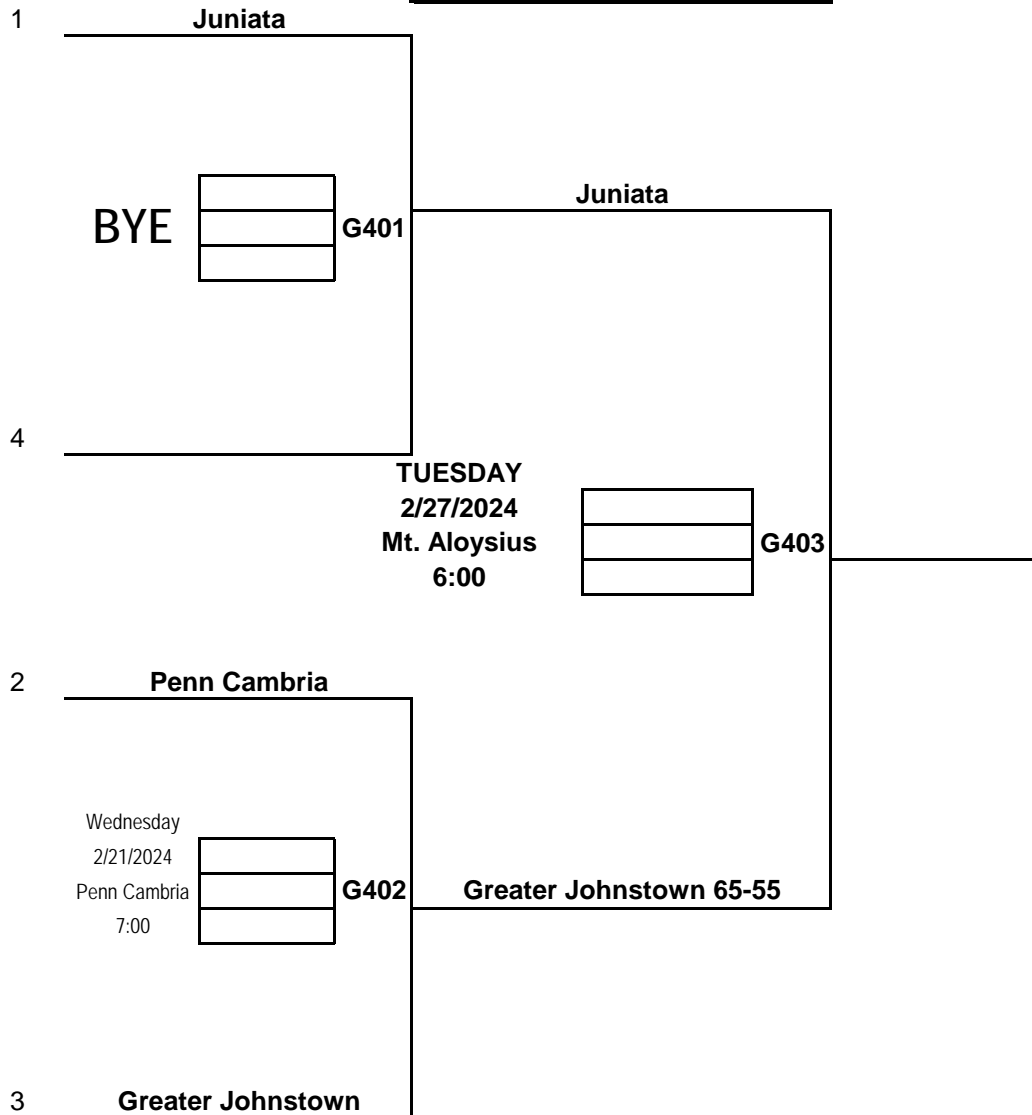 1 Juniata
BYE
G401
Juniata
4
TUESDAY
2/27/2024
Mt. Aloysius
6:00
G403
2 Penn Cambria
Wednesday
2/21/2024
Penn Cambria
7:00
G402
Greater Johnstown 65-55
3 Greater Johnstown